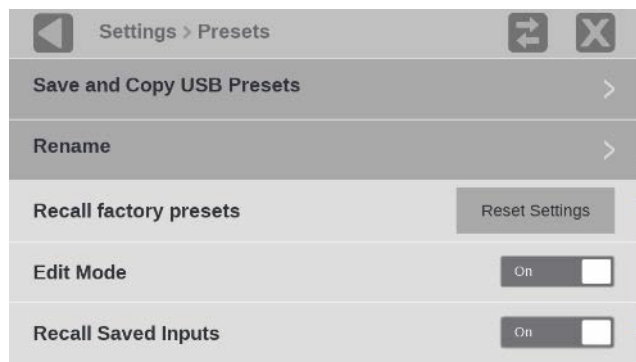 Settings > Presets
Save and Copy USB Presets
Rename
Recall factory presets
Reset Settings
Edit Mode
On
Recall Saved Inputs
On